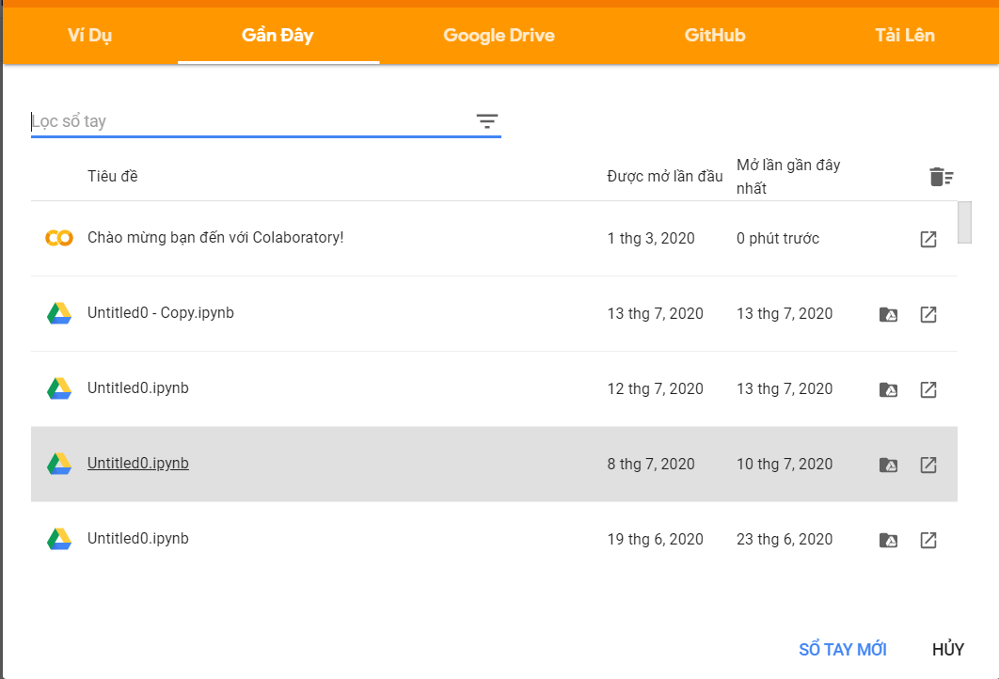 Ví Dụ
Gần Đây
Google Drive
GitHub
Tải Lên
Lọc sổ tay
Tiêu đề
Được mở lần đầu
Mở lần gần đây
nhất
Chào mừng bạn đến với Colaboratory!
1 thg 3, 2020
0 phút trước
Untitled0 - Copy.ipynb
13 thg 7, 2020
13 thg 7, 2020
Untitled0.ipynb
12 thg 7, 2020
13 thg 7, 2020
Untitled0.ipynb
8 thg 7, 2020
10 thg 7, 2020
Untitled0.ipynb
19 thg 6, 2020
23 thg 6, 2020
SỔ TAY MỚI
HỦY